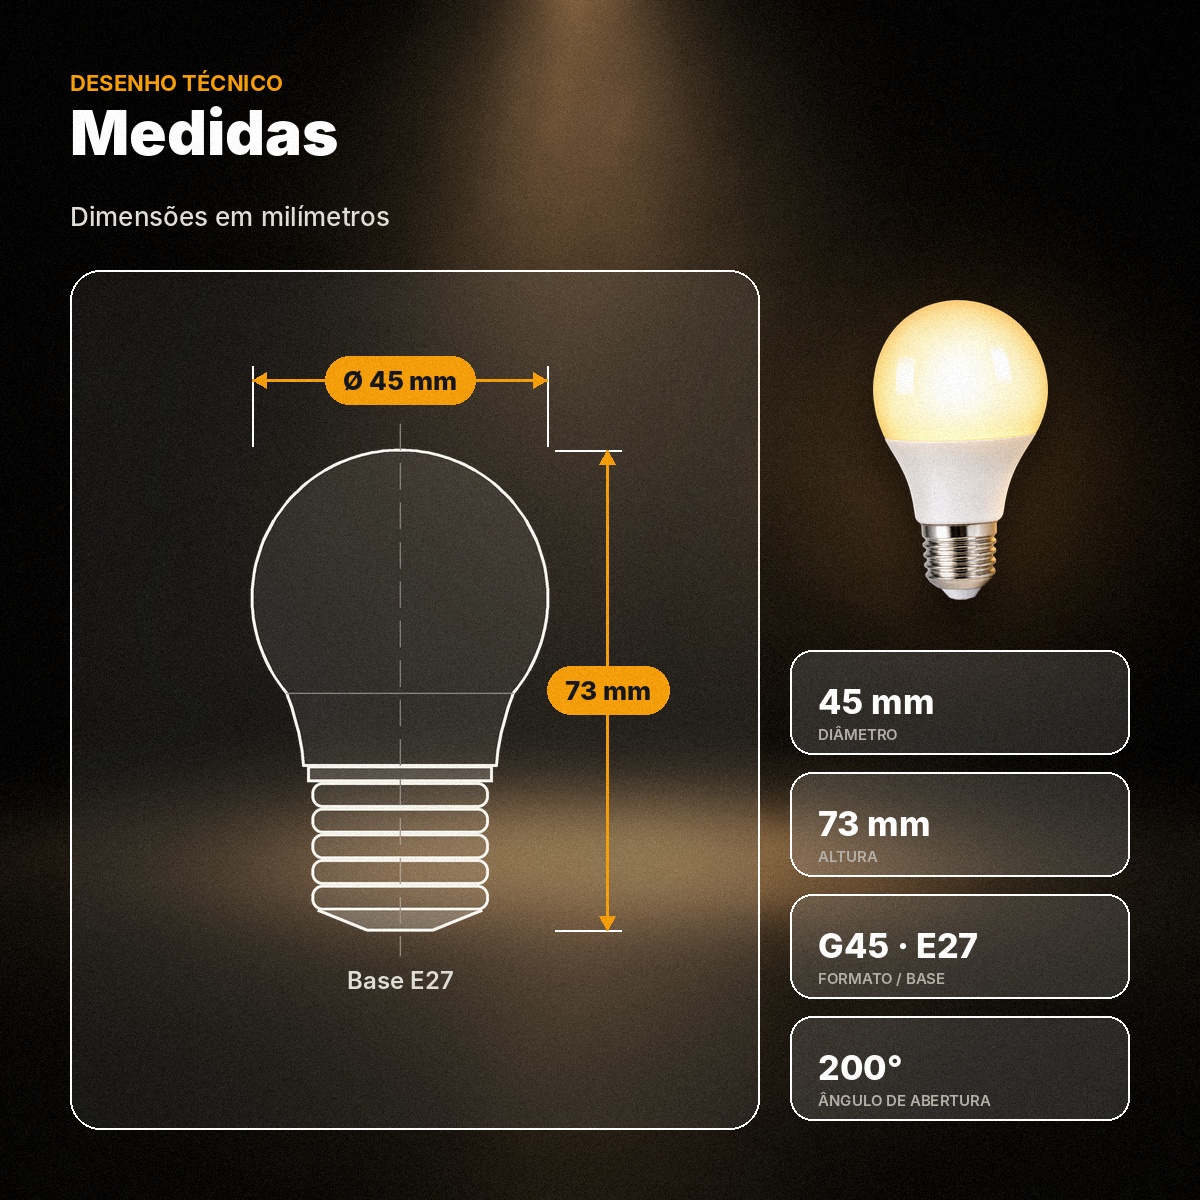 DESENHO TÉCNICO
Medidas
Dimensões em milímetros
Ø 45 mm
73 mm
Base E27
45 mm
DIÂMETRO
73 mm
ALTURA
G45 · E27
FORMATO / BASE
200°
ÂNGULO DE ABERTURA